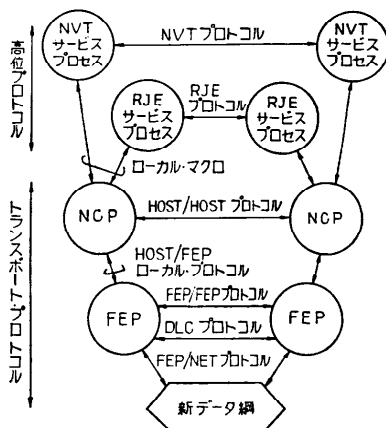 NVT
サービス
プロセス
NVTプロトコル
NVT
サービス
プロセス
高位プロトコル
RJE
サービス
プロセス
RJE
プロトコル
RJE
サービス
プロセス
ローカル・マクロ
NCP
HOST/HOST プロトコル
NCP
トランスポート・プロトコル
HOST/FEP
ローカル・プロトコル
FEP
FEP/FEPプロトコル
DLC プロトコル
FEP/NETプロトコル
FEP
新データ網